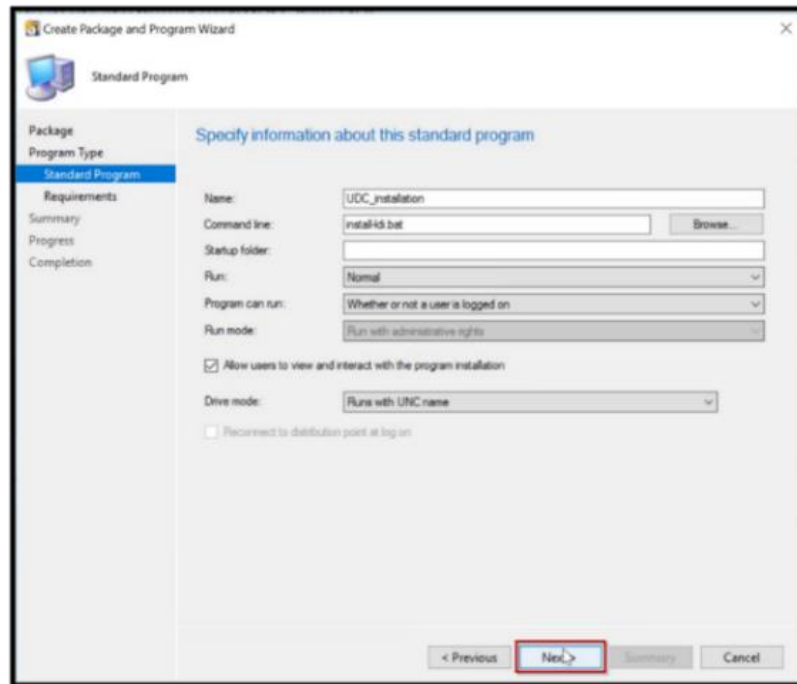 Create Package and Program Wizard
Standard Program
Package
Program Type
Standard Program
Requirements
Summary
Progress
Completion
Specify information about this standard program
Name: UDC_installation
Command line: install-ldi.bat Browse...
Startup folder:
Run: Normal
Program can run: Whether or not a user is logged on
Run mode: Run with administrative rights
Allow users to view and interact with the program installation
Drive mode: Runs with UNC name
Reconnect to distribution point at log on
< Previous Next > Summary Cancel